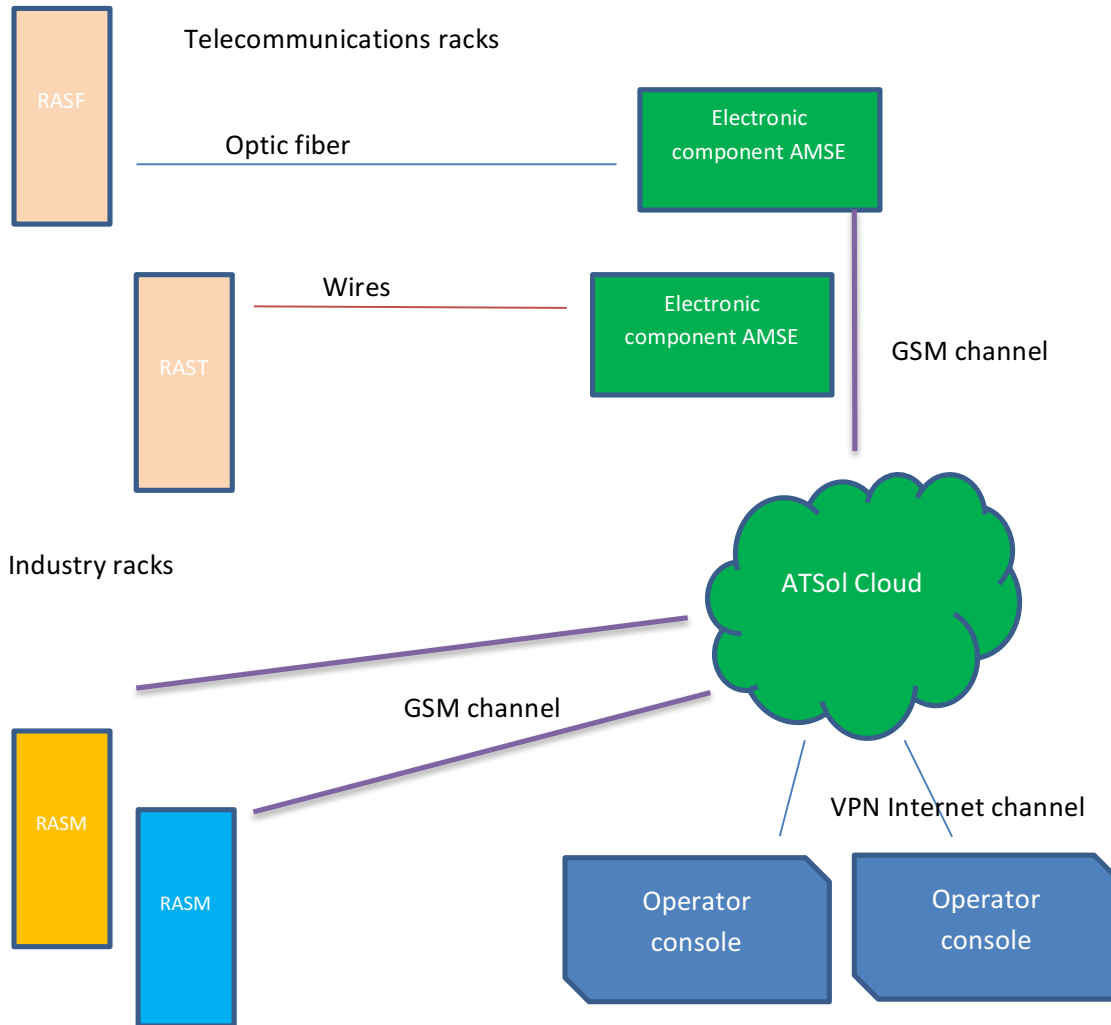 Telecommunications racks
RASF
Electronic
component AMSE
Optic fiber
Wires
Electronic
component AMSE
RAST
GSM channel
Industry racks
ATSol Cloud
GSM channel
VPN Internet channel
RASM
RASM
Operator
console
Operator
console